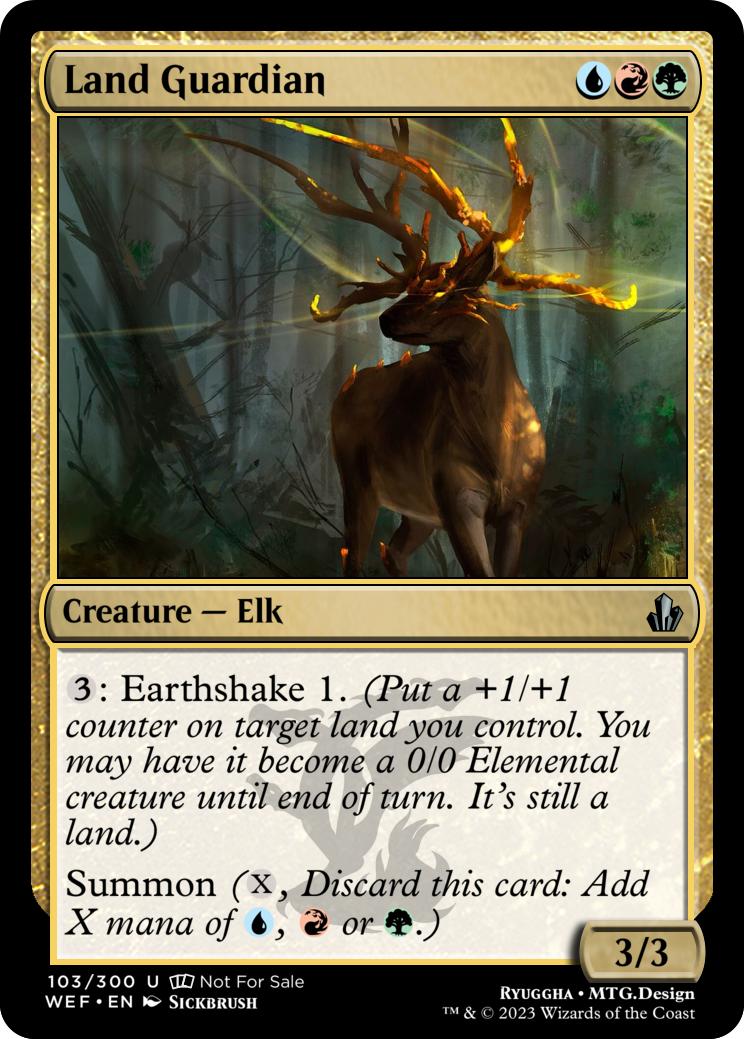 Land Guardian
Creature — Elk
3: Earthshake 1. (Put a +1/+1
counter on target land you control. You
may have it become a 0/0 Elemental
creature until end of turn. It's still a
land.)
Summon (X, Discard this card: Add
X mana of , or .)
3/3
103/300 U Not For Sale
WEF • EN Sickbrush
Ryuggha • MTG.Design
™ & © 2023 Wizards of the Coast